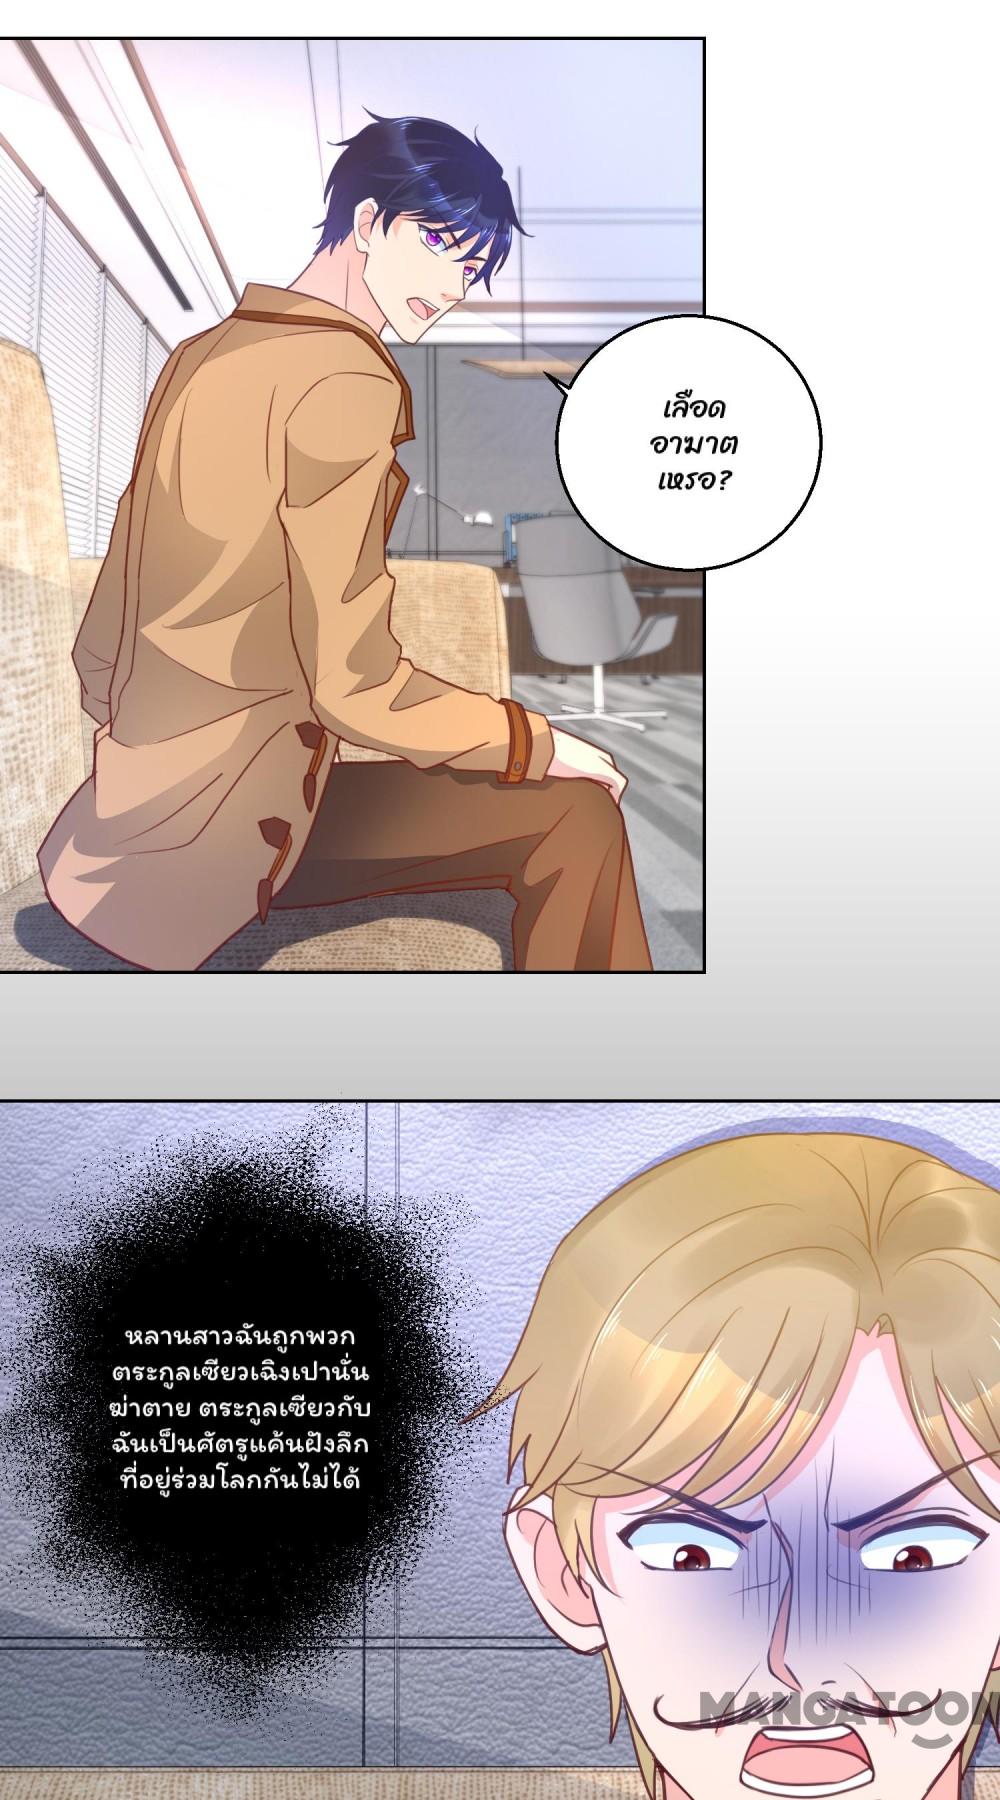 เลือด
อาฆาต
เหรอ?
หลานสาวฉันถูกพวก
ตระกูลเซียวเฉิงเปานั่น
ฆ่าตาย ตระกูลเซียวกับ
ฉันเป็นศัตรูแค้นฝังลึก
ที่อยู่ร่วมโลกกันไม่ได้
MANGATOON